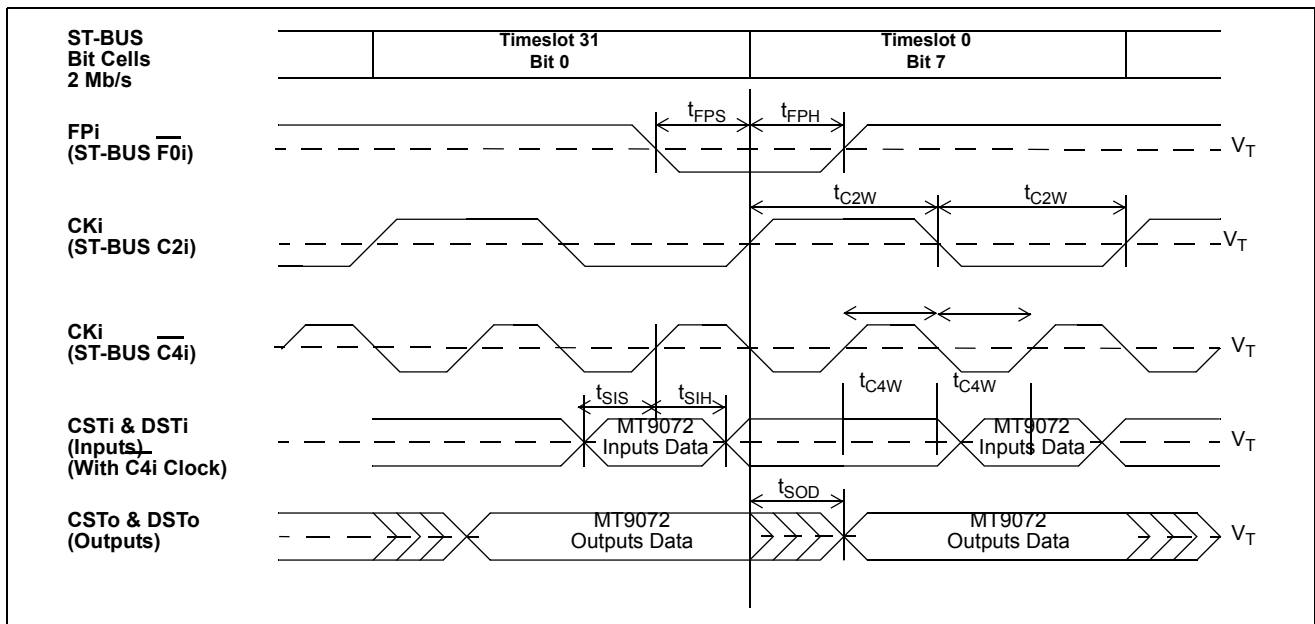 ST-BUS
Bit Cells
2 Mb/s
Timeslot 31
Bit 0
Timeslot 0
Bit 7
FPi
(ST-BUS F0i)
tFPS
tFPH
VT
CKi
(ST-BUS C2i)
tC2W
tC2W
VT
CKi
(ST-BUS C4i)
VT
tC4W
tC4W
tSIS
tSIH
CSTi & DSTi
(Inputs)
(With C4i Clock)
MT9072
Inputs Data
MT9072
Inputs Data
VT
tSOD
CSTo & DSTo
(Outputs)
MT9072
Outputs Data
MT9072
Outputs Data
VT